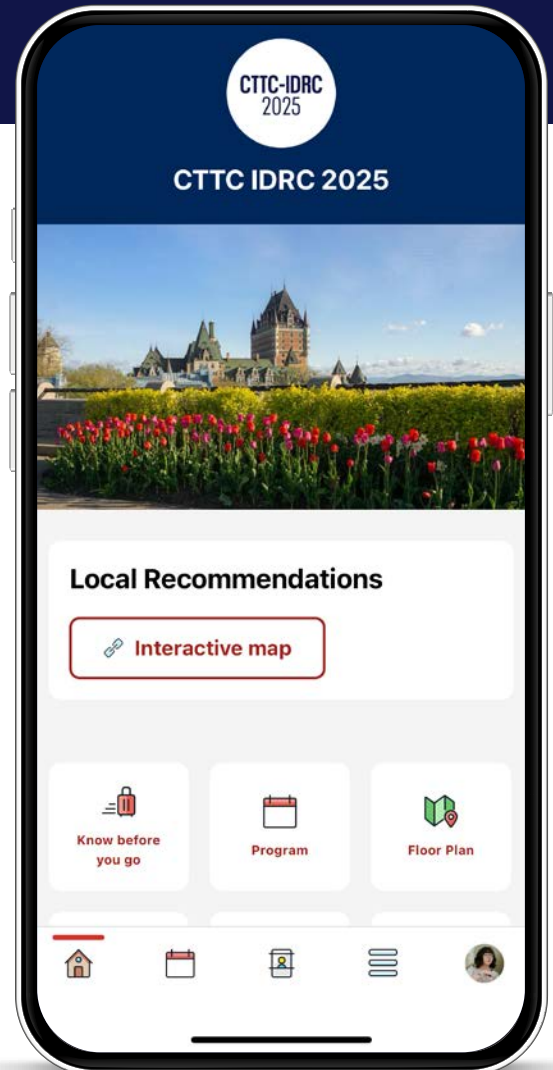 CTTC-IDRC
2025
CTTC IDRC 2025
Local Recommendations
Interactive map
Know before
you go
Program
Floor Plan